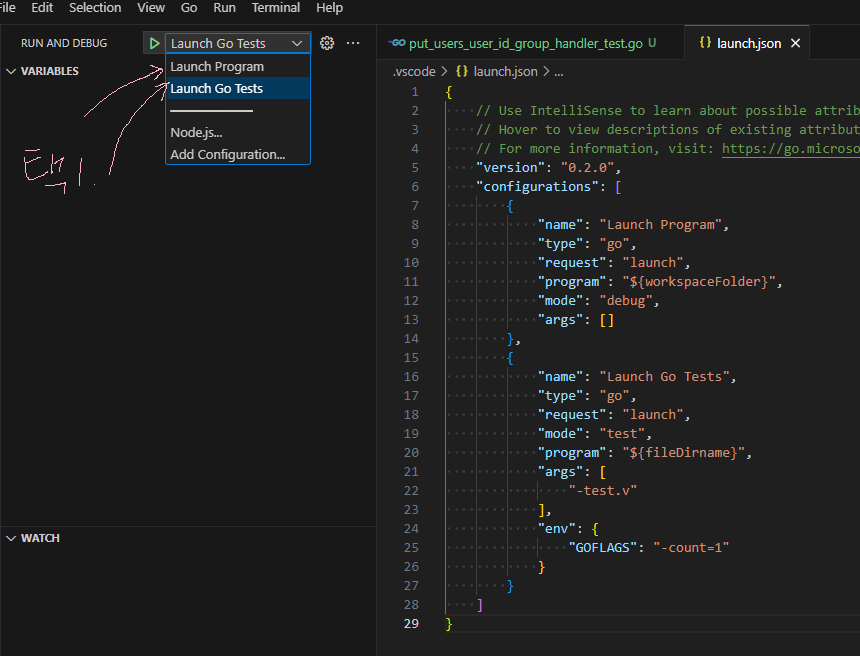 File Edit Selection View Go Run Terminal Help
RUN AND DEBUG
Launch Go Tests
Launch Program
Launch Go Tests
Node.js...
Add Configuration...
VARIABLES
WATCH
put_users_user_id_group_handler_test.go U
launch.json
.vscode > launch.json > ...
1 {
2 // Use IntelliSense to learn about possible attrib
3 // Hover to view descriptions of existing attribut
4 // For more information, visit: https://go.microso
5 "version": "0.2.0",
6 "configurations": [
7 {
8 "name": "Launch Program",
9 "type": "go",
10 "request": "launch",
11 "program": "${workspaceFolder}",
12 "mode": "debug",
13 "args": []
14 },
15 {
16 "name": "Launch Go Tests",
17 "type": "go",
18 "request": "launch",
19 "mode": "test",
20 "program": "${fileDirname}",
21 "args": [
22 "-test.v"
23 ],
24 "env": {
25 "GOFLAGS": "-count=1"
26 }
27 }
28 ]
29 }